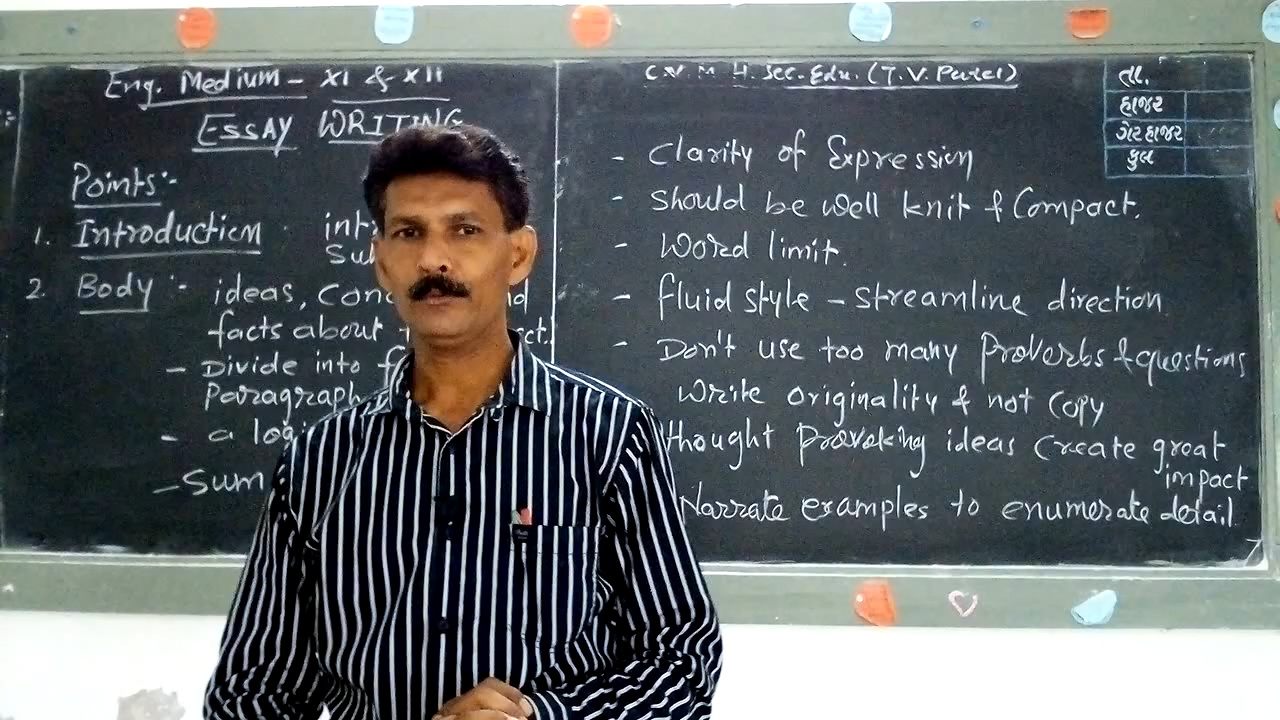 Eng. Medium - XI & XII
ESSAY WRITING
Points:-
1. Introduction
2. Body :- ideas,
facts about
- Divide into
Paragraph
- a
-
C.V.M. H. Sec. Edu. (T.V. Patel)
- Clarity of Expression
- Should be well knit & Compact.
- Word limit.
- fluid style - streamline direction
- Don't use too many Proverbs & questions
Write originality & not copy
thought provoking ideas create great
impact
Narrate examples to enumerate detail
તા.
હાજર
ગેરહાજર
કુલ